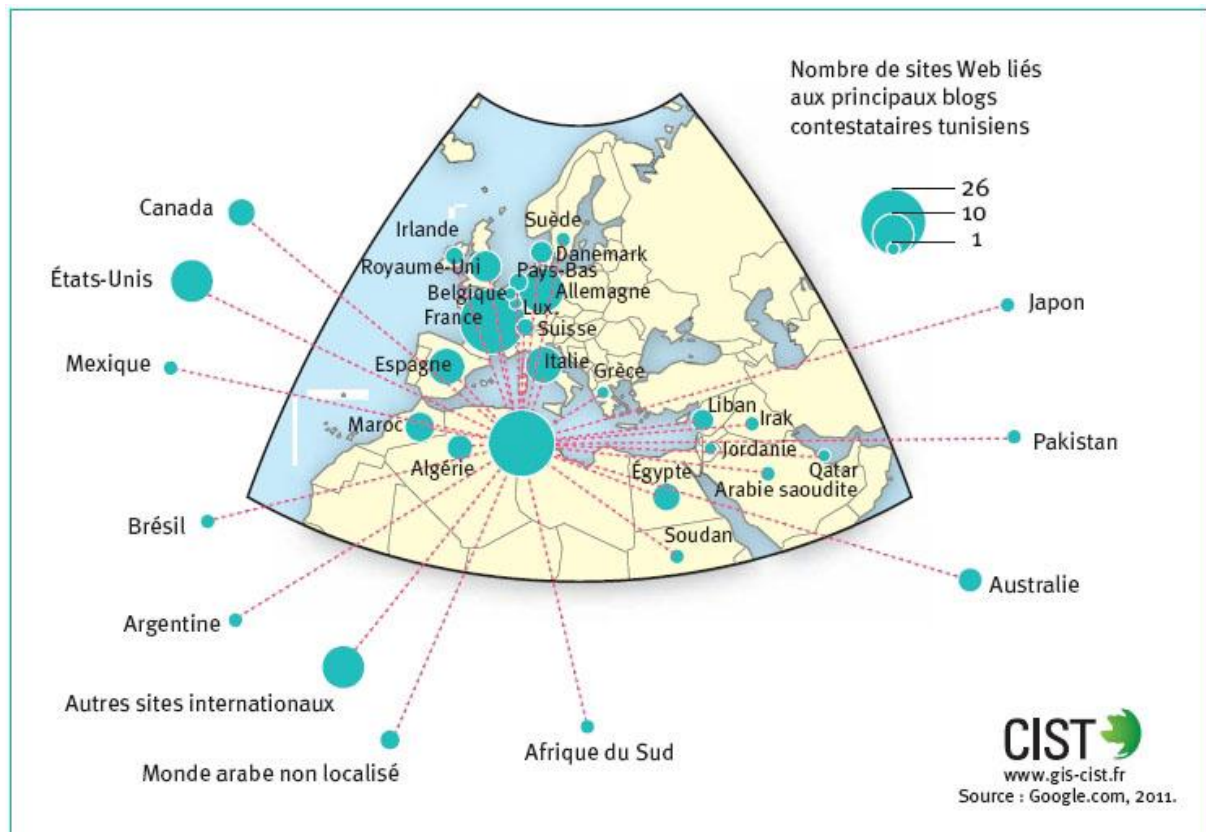 Nombre de sites Web liés
aux principaux blogs
contestataires tunisiens
26
10
1
Canada
États-Unis
Mexique
Brésil
Argentine
Autres sites internationaux
Monde arabe non localisé
Afrique du Sud
Irlande
Suède
Danemark
Royaume-Uni
Pays-Bas
Belgique
Allemagne
Lux.
France
Suisse
Espagne
Italie
Grèce
Maroc
Algérie
Liban
Irak
Jordanie
Qatar
Égypte
Arabie saoudite
Soudan
Japon
Pakistan
Australie
CIST
www.gis-cist.fr
Source : Google.com, 2011.